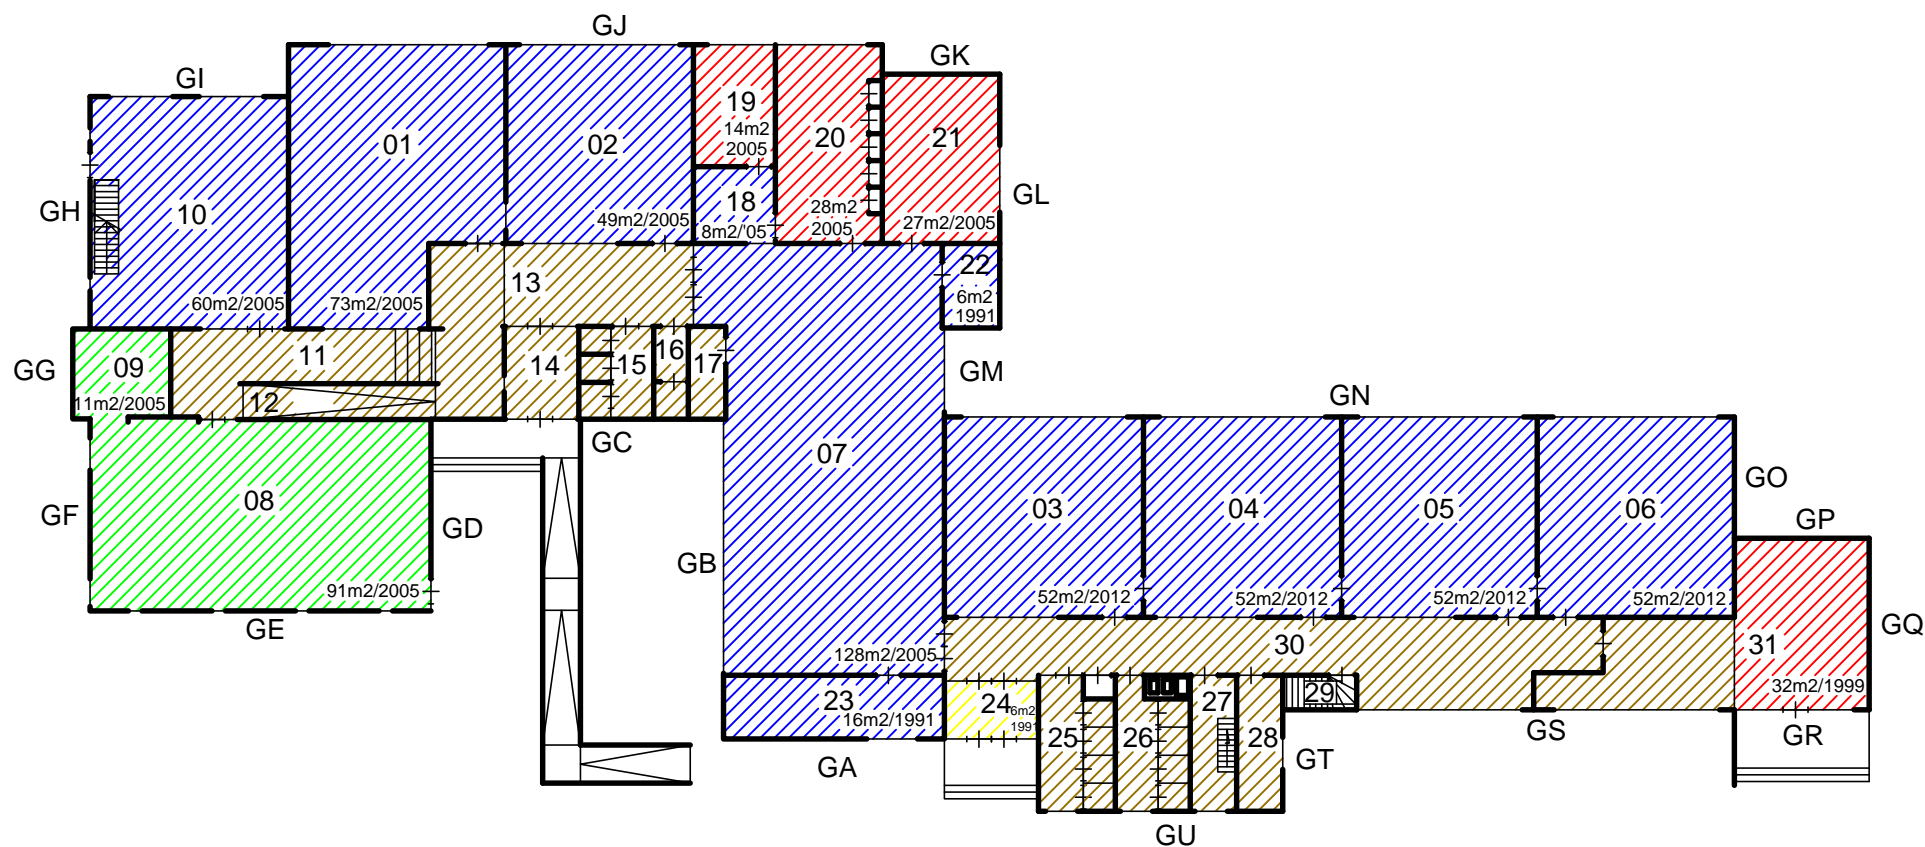 GJ
GI
GK
01
02
19
14m2
2005
20
21
GH
10
18
8m2/'05
49m2/2005
28m2
2005
27m2/2005
GL
22
6m2
1991
13
60m2/2005
73m2/2005
GG
09
11m2/2005
11
12
14
15
16
17
GM
GN
GC
07
GF
08
GD
03
04
05
06
GO
GP
GB
91m2/2005
GE
52m2/2012
52m2/2012
52m2/2012
52m2/2012
GQ
128m2/2005
30
31
32m2/1999
23
16m2/1991
24
6m2
1991
27
29
25
26
28
GA
GT
GS
GR
GU